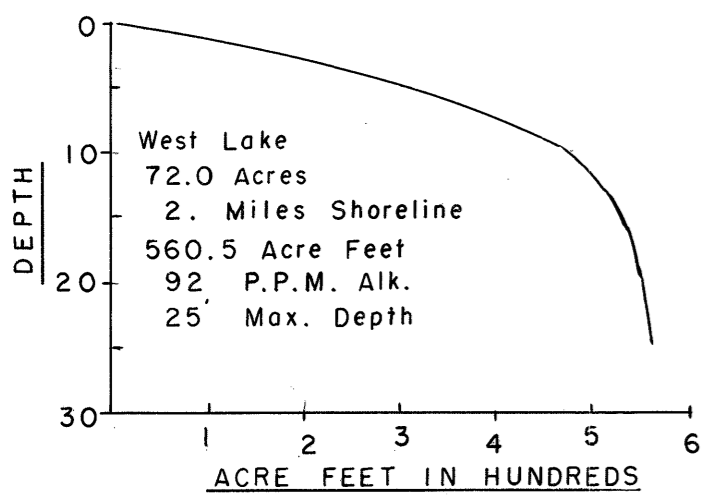 0
10
20
30
DEPTH
West Lake
72.0 Acres
2. Miles Shoreline
560.5 Acre Feet
92 P.P.M. Alk.
25' Max. Depth
1 2 3 4 5 6
ACRE FEET IN HUNDREDS